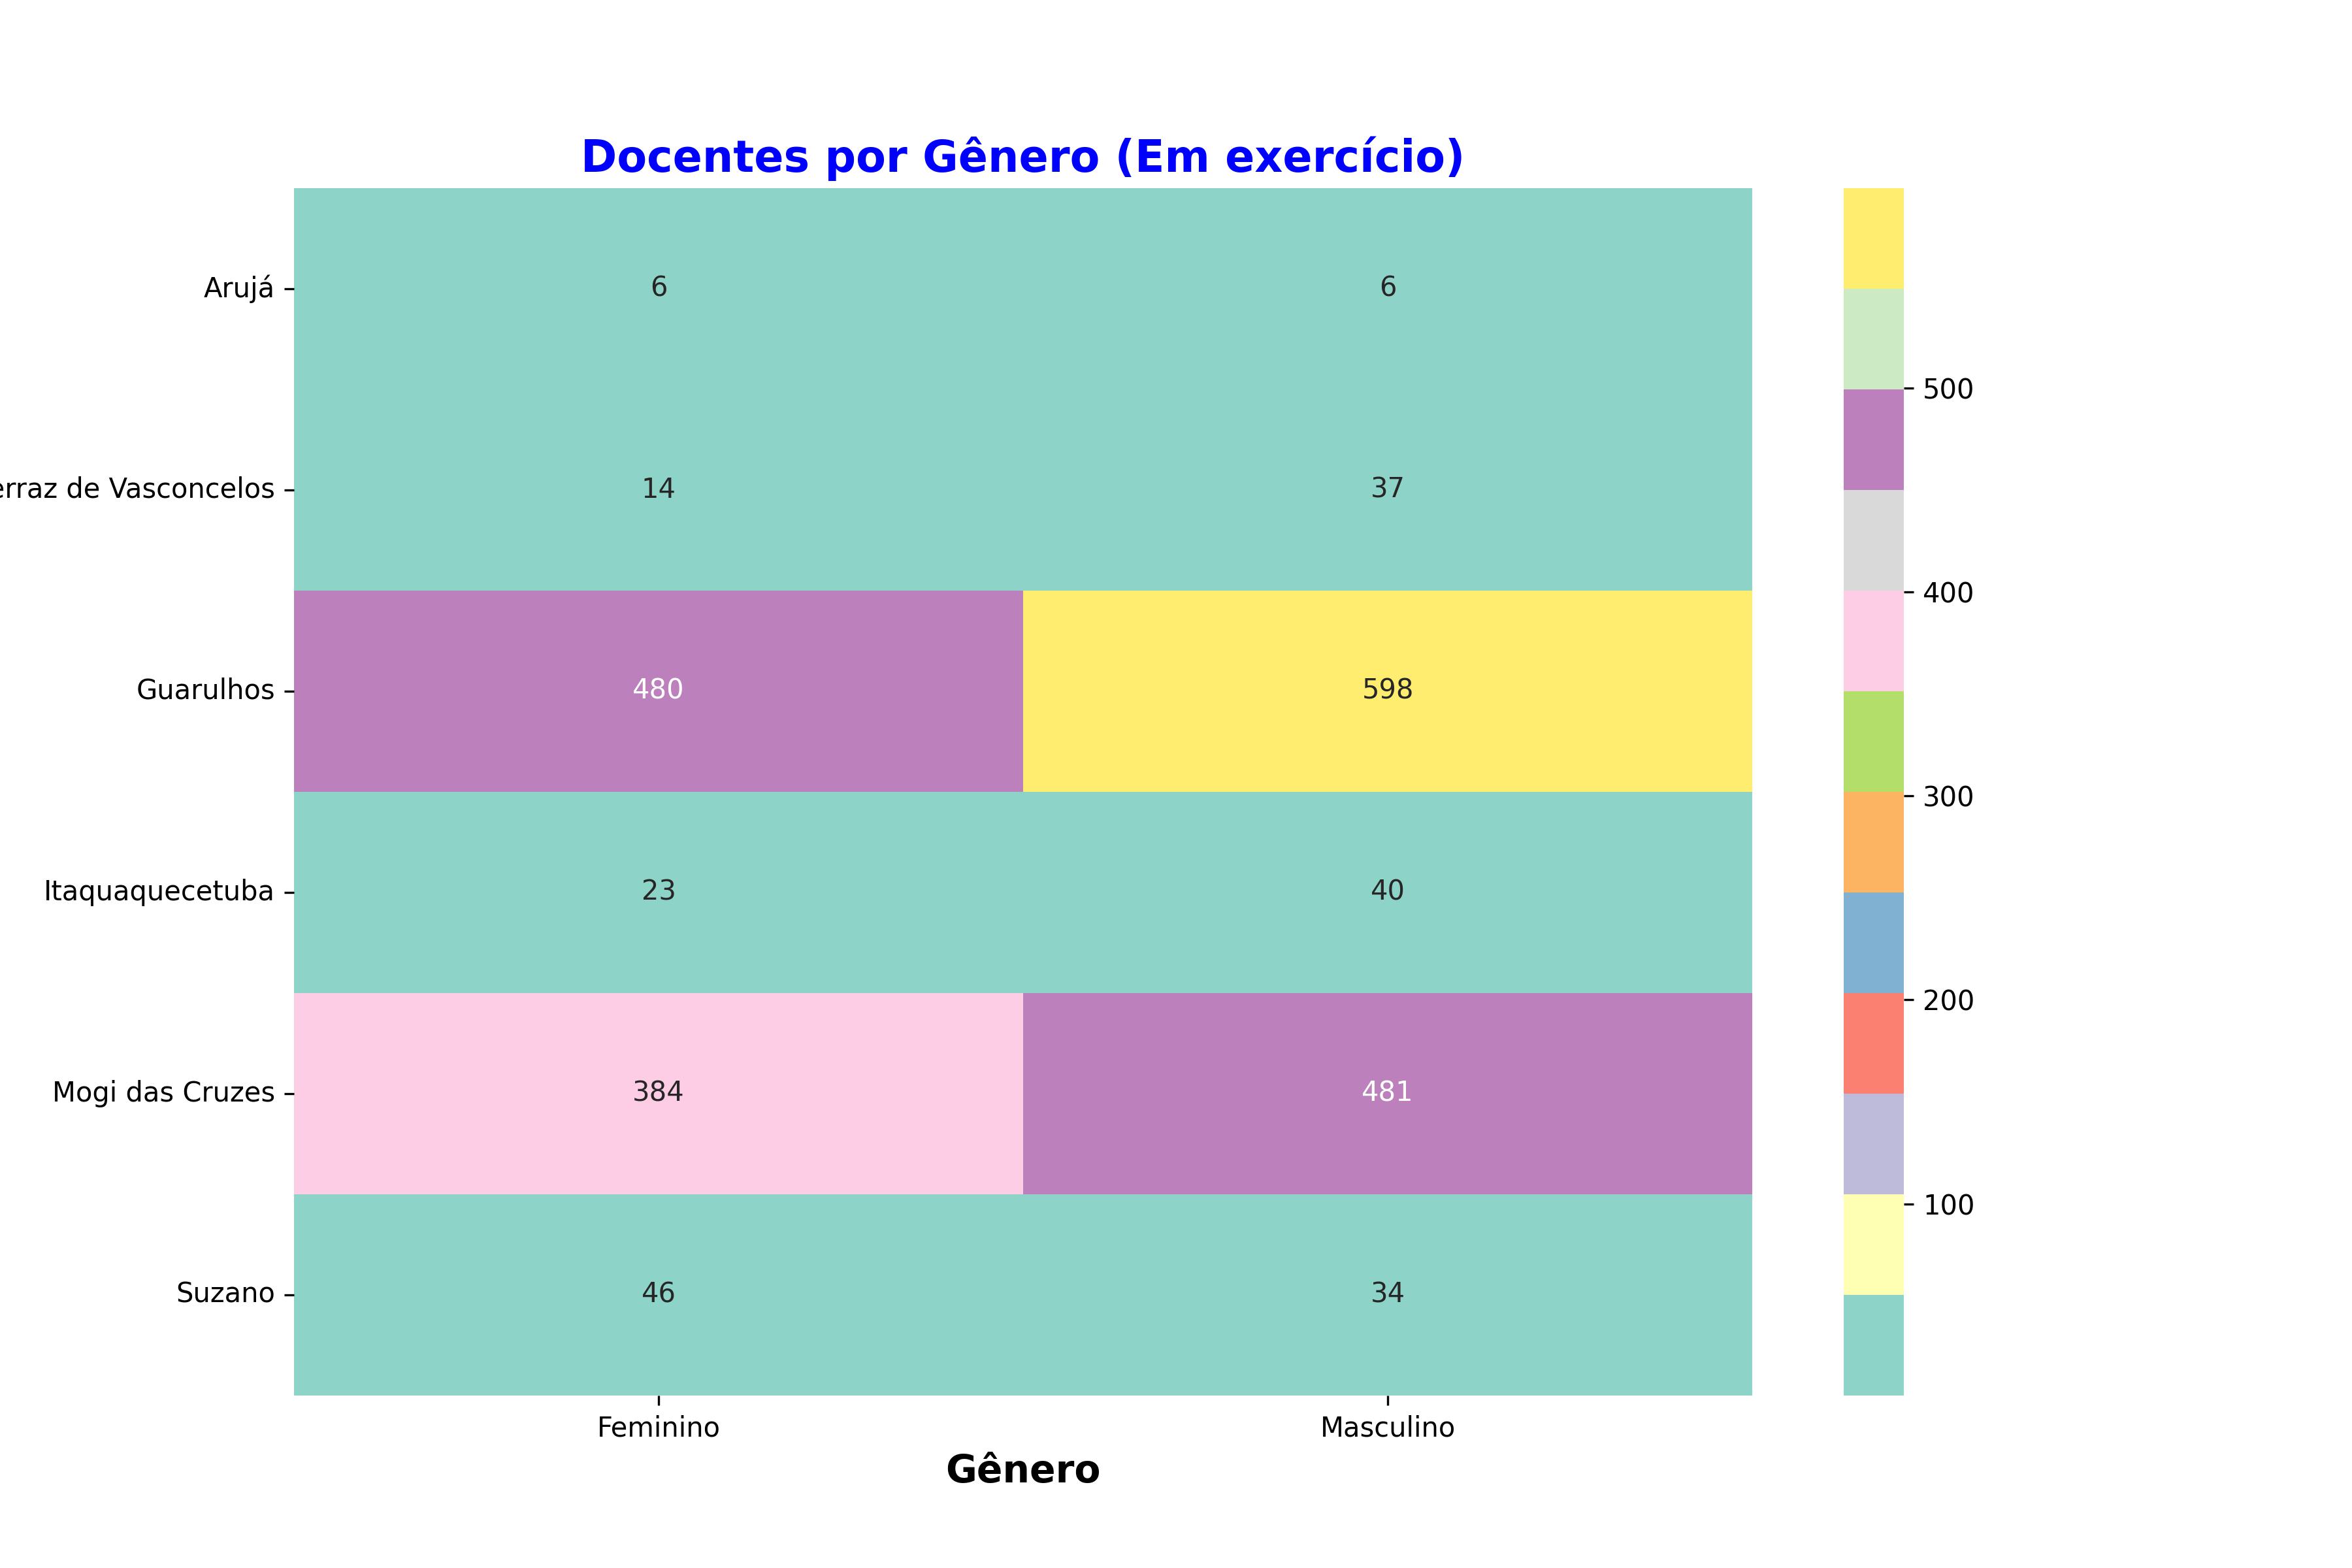 Docentes por Gênero (Em exercício)
Arujá 6 6
erraz de Vasconcelos 14 37
Guarulhos 480 598
Itaquaquecetuba 23 40
Mogi das Cruzes 384 481
Suzano 46 34
Feminino Masculino
Gênero
500
400
300
200
100